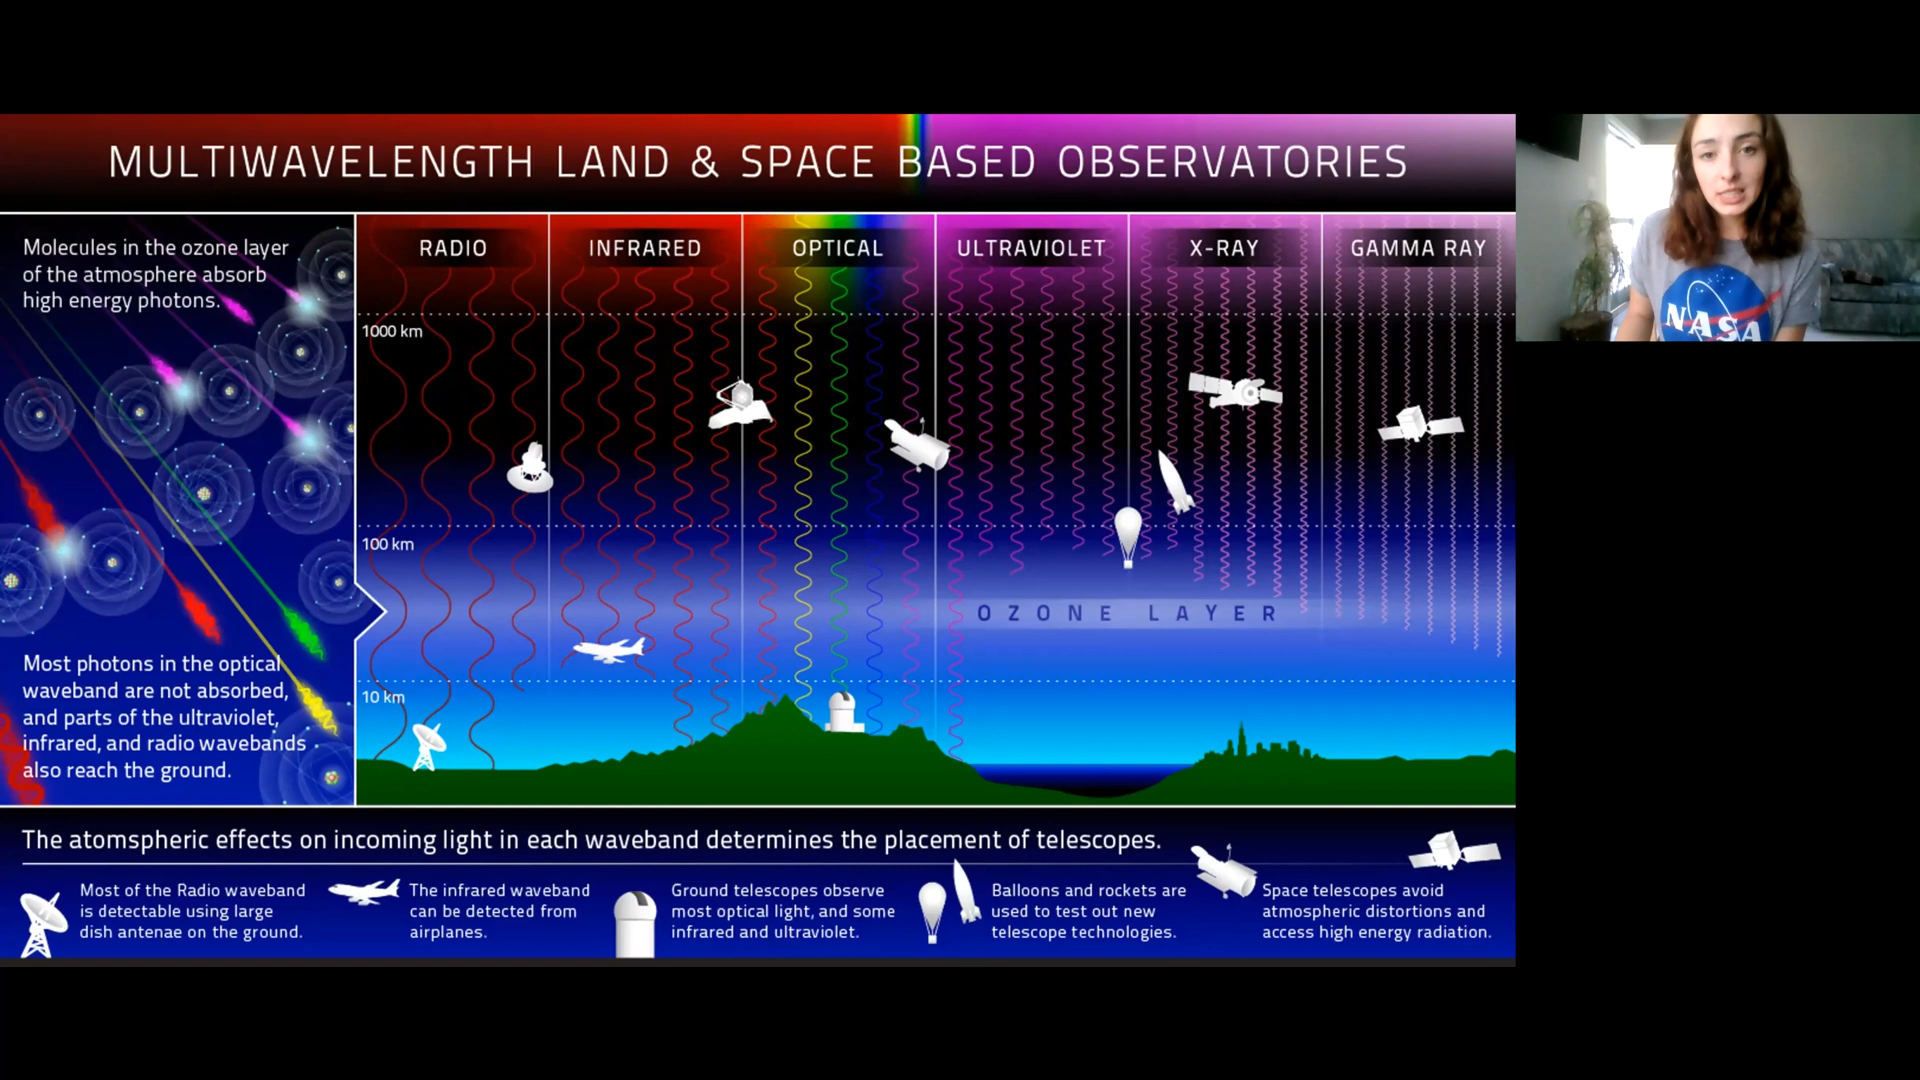 MULTIWAVELENGTH LAND & SPACE BASED OBSERVATORIES
Molecules in the ozone layer
of the atmosphere absorb
high energy photons.
Most photons in the optical
waveband are not absorbed,
and parts of the ultraviolet,
infrared, and radio wavebands
also reach the ground.
RADIO
INFRARED
OPTICAL
ULTRAVIOLET
X-RAY
GAMMA RAY
1000 km
100 km
OZONE LAYER
10 km
The atomspheric effects on incoming light in each waveband determines the placement of telescopes.
Most of the Radio waveband
is detectable using large
dish antenae on the ground.
The infrared waveband
can be detected from
airplanes.
Ground telescopes observe
most optical light, and some
infrared and ultraviolet.
Balloons and rockets are
used to test out new
telescope technologies.
Space telescopes avoid
atmospheric distortions and
access high energy radiation.
NASA